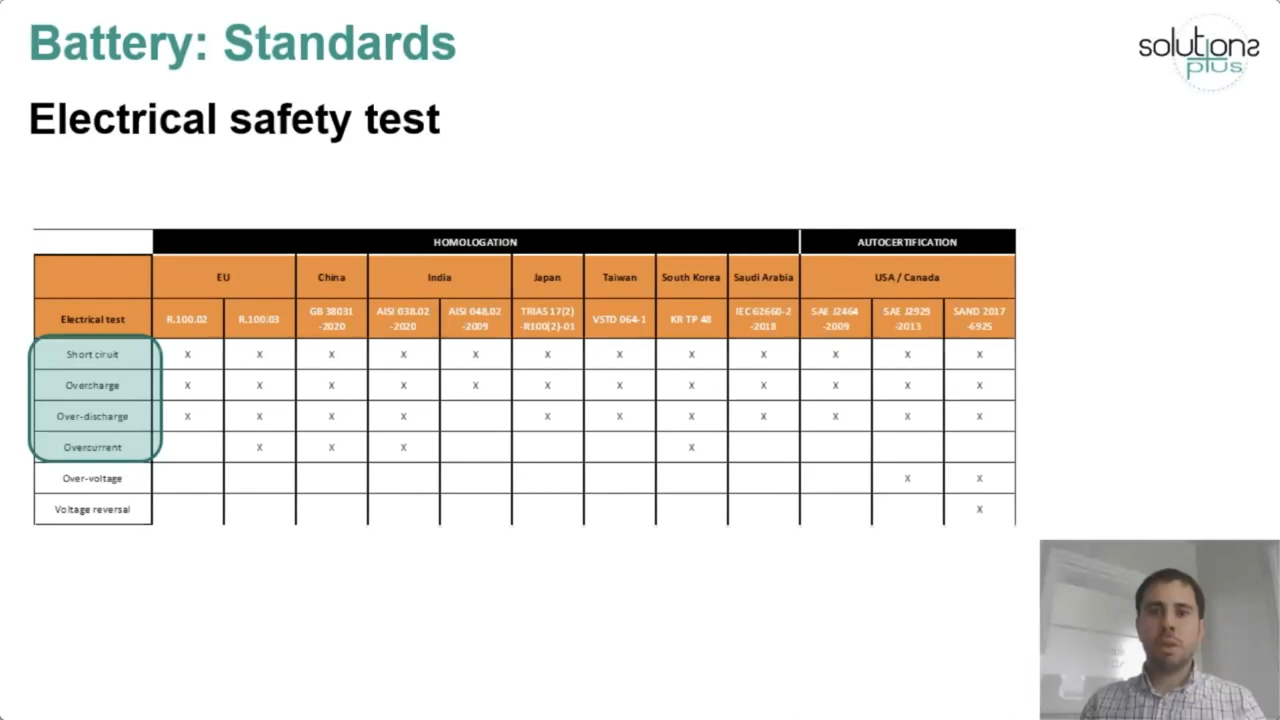 Battery: Standards
solutions
plus
Electrical safety test
HOMOLOGATION AUTOCERTIFICATION
EU China India Japan Taiwan South Korea Saudi Arabia USA / Canada
Electrical test R.100.02 R.100.03 GB 38031 -2020 AISI 038.02 -2020 AISI 048.02 -2009 TRIAS 17(2) -R100(2)-01 VSTD 064-1 KR TP 48 IEC 62660-2 -2018 SAE J2464 -2009 SAE J2929 -2013 SAND 2017 -6925
Short ciruit X X X X X X X X X X X X
Overcharge X X X X X X X X X X X X
Over-discharge X X X X X X X X X X X
Overcurrent X X X X
Over-voltage X X
Voltage reversal X